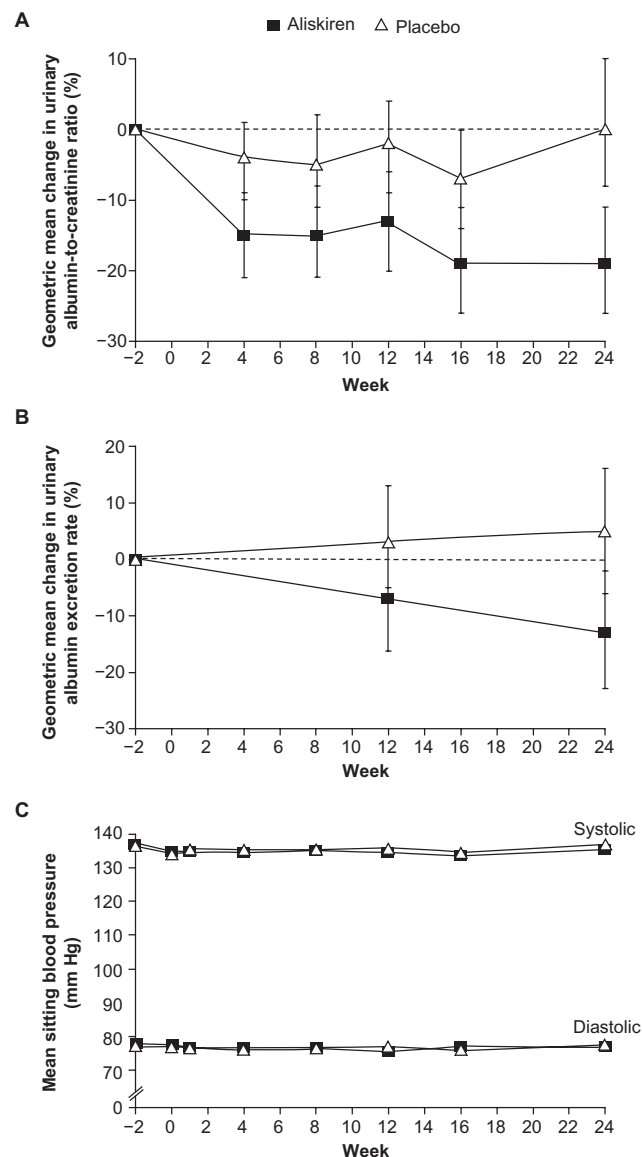 A
Aliskiren Placebo
Geometric mean change in urinary
albumin-to-creatinine ratio (%)
10
0
−10
−20
−30
−2 0 2 4 6 8 10 12 14 16 18 20 22 24
Week
B
Geometric mean change in urinary
albumin excretion rate (%)
20
10
0
−10
−20
−30
−2 0 2 4 6 8 10 12 14 16 18 20 22 24
Week
C
Mean sitting blood pressure
(mm Hg)
140
130
120
110
100
90
80
70
0
Systolic
Diastolic
−2 0 2 4 6 8 10 12 14 16 18 20 22 24
Week